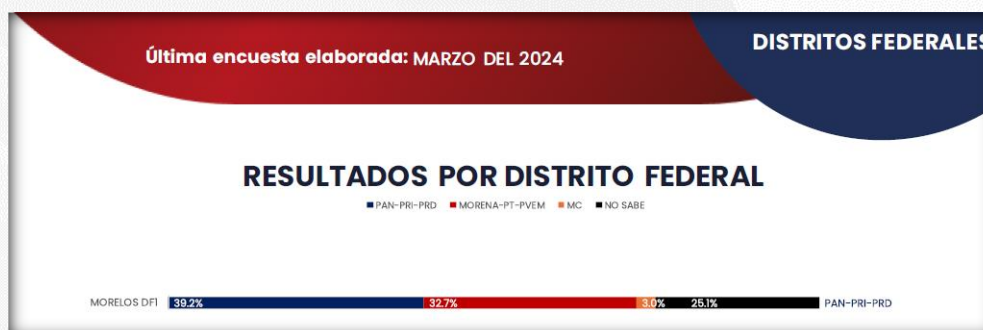 Última encuesta elaborada: MARZO DEL 2024
DISTRITOS FEDERALES
RESULTADOS POR DISTRITO FEDERAL
PAN-PRI-PRD MORENA-PT-PVEM MC NO SABE
MORELOS DF1 39.2% 32.7% 3.0% 25.1% PAN-PRI-PRD